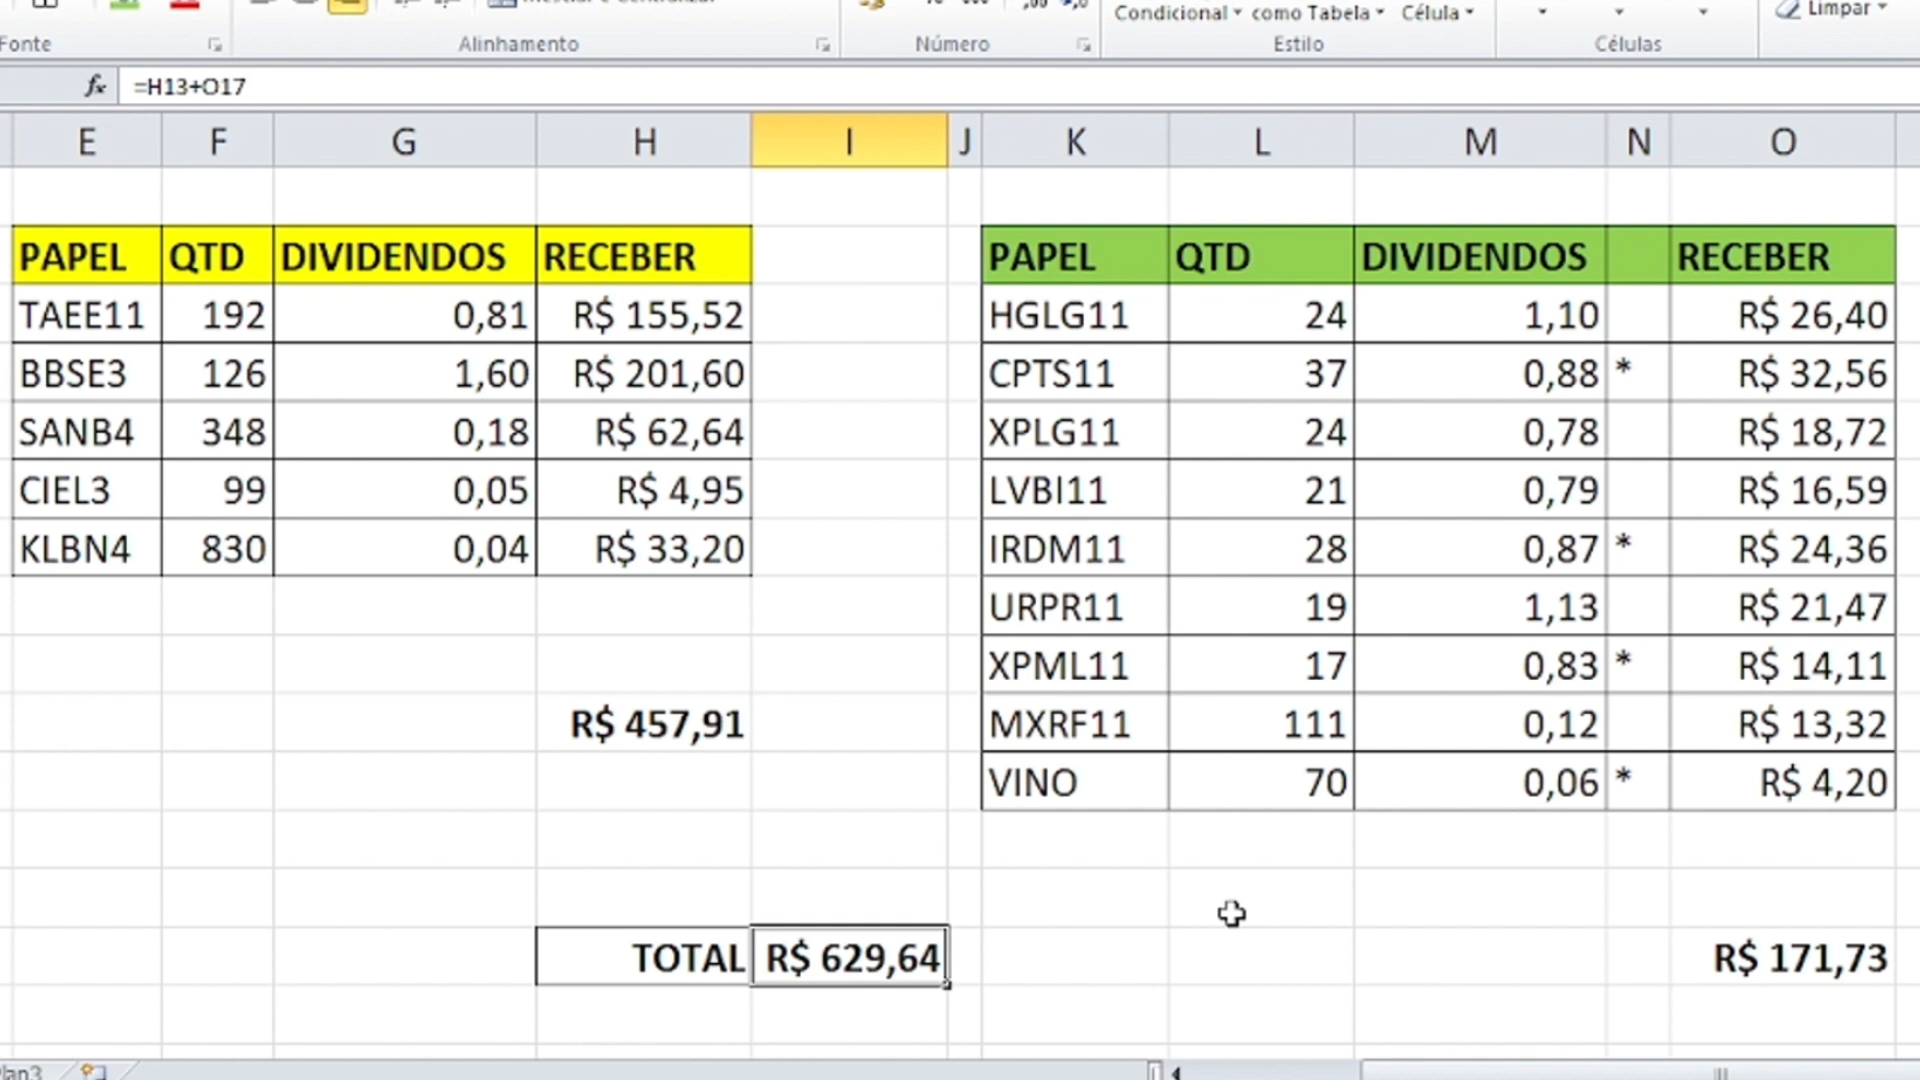 Condicional como Tabela Célula Limpar
Fonte Alinhamento Número Estilo Células
fx =H13+O17
E F G H I J K L M N O
PAPEL QTD DIVIDENDOS RECEBER
TAEE11 192 0,81 R$ 155,52
BBSE3 126 1,60 R$ 201,60
SANB4 348 0,18 R$ 62,64
CIEL3 99 0,05 R$ 4,95
KLBN4 830 0,04 R$ 33,20
R$ 457,91
TOTAL R$ 629,64
PAPEL QTD DIVIDENDOS RECEBER
HGLG11 24 1,10 R$ 26,40
CPTS11 37 0,88 * R$ 32,56
XPLG11 24 0,78 R$ 18,72
LVBI11 21 0,79 R$ 16,59
IRDM11 28 0,87 * R$ 24,36
URPR11 19 1,13 R$ 21,47
XPML11 17 0,83 * R$ 14,11
MXRF11 111 0,12 R$ 13,32
VINO 70 0,06 * R$ 4,20
R$ 171,73